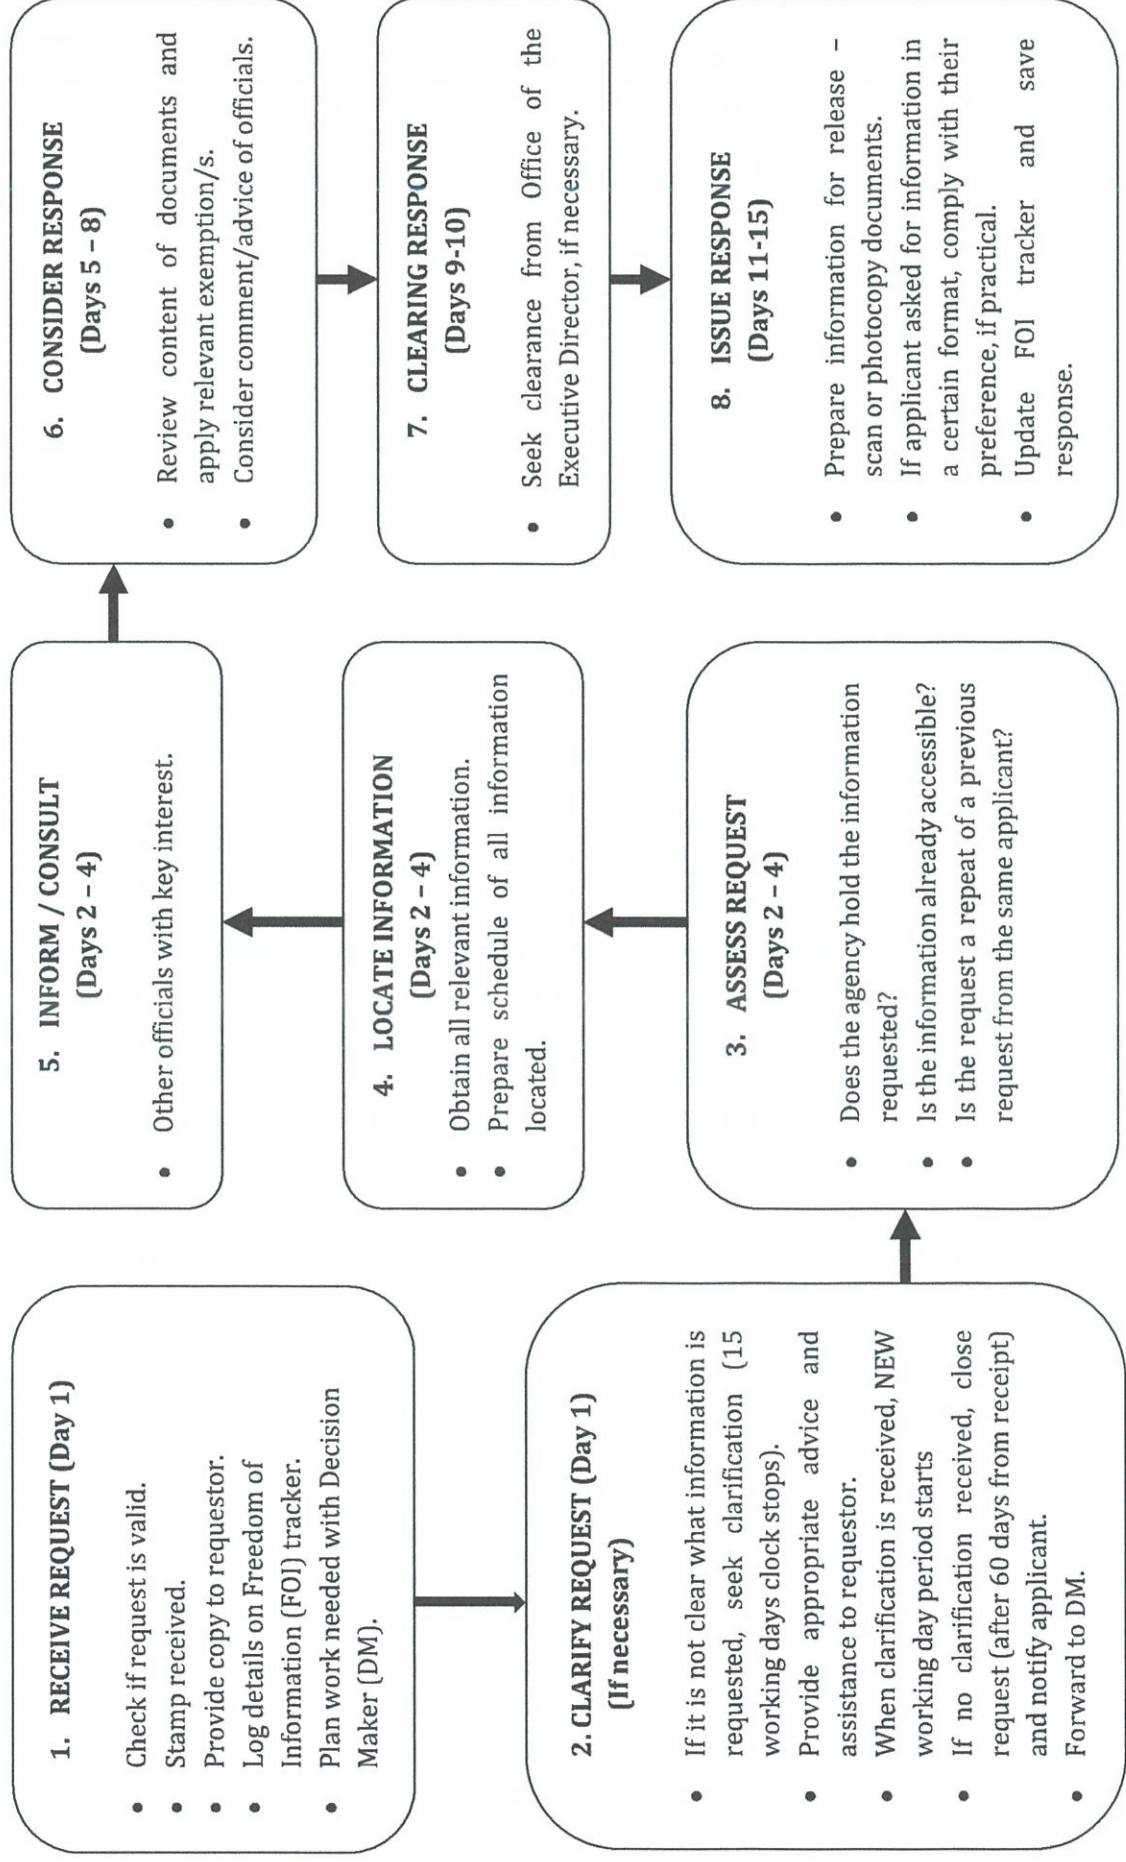 1. RECEIVE REQUEST (Day 1)
• Check if request is valid.
• Stamp received.
• Provide copy to requestor.
• Log details on Freedom of
Information (FOI) tracker.
• Plan work needed with Decision
Maker (DM).
2. CLARIFY REQUEST (Day 1)
(If necessary)
• If it is not clear what information is
requested, seek clarification (15
working days clock stops).
• Provide appropriate advice and
assistance to requestor.
• When clarification is received, NEW
working day period starts
• If no clarification received, close
request (after 60 days from receipt)
and notify applicant.
• Forward to DM.
3. ASSESS REQUEST
(Days 2 – 4)
• Does the agency hold the information
requested?
• Is the information already accessible?
• Is the request a repeat of a previous
request from the same applicant?
4. LOCATE INFORMATION
(Days 2 – 4)
• Obtain all relevant information.
• Prepare schedule of all information
located.
5. INFORM / CONSULT
(Days 2 – 4)
• Other officials with key interest.
6. CONSIDER RESPONSE
(Days 5 – 8)
• Review content of documents and
apply relevant exemption/s.
• Consider comment/advice of officials.
7. CLEARING RESPONSE
(Days 9-10)
• Seek clearance from Office of the
Executive Director, if necessary.
8. ISSUE RESPONSE
(Days 11-15)
• Prepare information for release –
scan or photocopy documents.
• If applicant asked for information in
a certain format, comply with their
preference, if practical.
• Update FOI tracker and save
response.